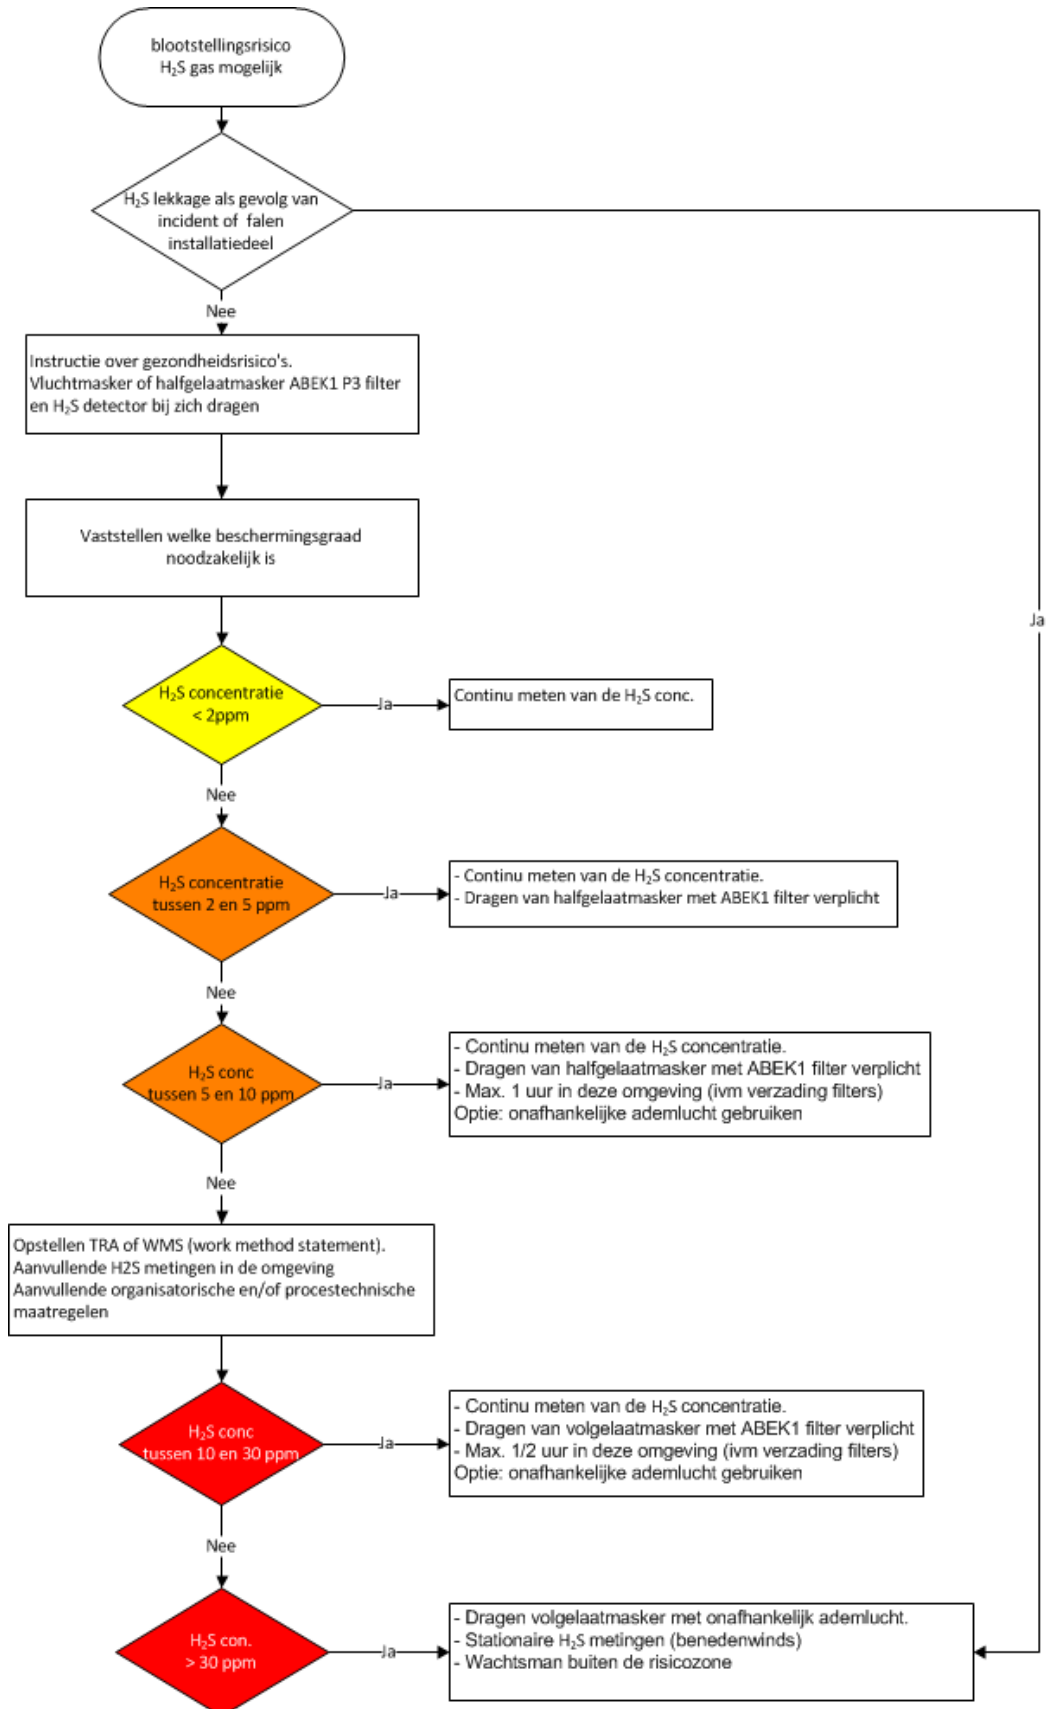 blootstellingsrisico
H₂S gas mogelijk
H₂S lekkage als gevolg van
incident of falen
installatiedeel
Nee
Instructie over gezondheidsrisico's.
Vluchtmasker of halfgelaatmasker ABEK1 P3 filter
en H₂S detector bij zich dragen
Vaststellen welke beschermingsgraad
noodzakelijk is
Ja
H₂S concentratie
< 2ppm
Ja
Continu meten van de H₂S conc.
Nee
H₂S concentratie
tussen 2 en 5 ppm
Ja
- Continu meten van de H₂S concentratie.
- Dragen van halfgelaatmasker met ABEK1 filter verplicht
Nee
H₂S conc
tussen 5 en 10 ppm
Ja
- Continu meten van de H₂S concentratie.
- Dragen van halfgelaatmasker met ABEK1 filter verplicht
- Max. 1 uur in deze omgeving (ivm verzading filters)
Optie: onafhankelijke ademlucht gebruiken
Nee
Opstellen TRA of WMS (work method statement).
Aanvullende H2S metingen in de omgeving
Aanvullende organisatorische en/of procestechnische
maatregelen
H₂S conc
tussen 10 en 30 ppm
Ja
- Continu meten van de H₂S concentratie.
- Dragen van volgelaatmasker met ABEK1 filter verplicht
- Max. 1/2 uur in deze omgeving (ivm verzading filters)
Optie: onafhankelijke ademlucht gebruiken
Nee
H₂S con.
> 30 ppm
Ja
- Dragen volgelaatmasker met onafhankelijk ademlucht.
- Stationaire H₂S metingen (benedenwinds)
- Wachtsman buiten de risicozone